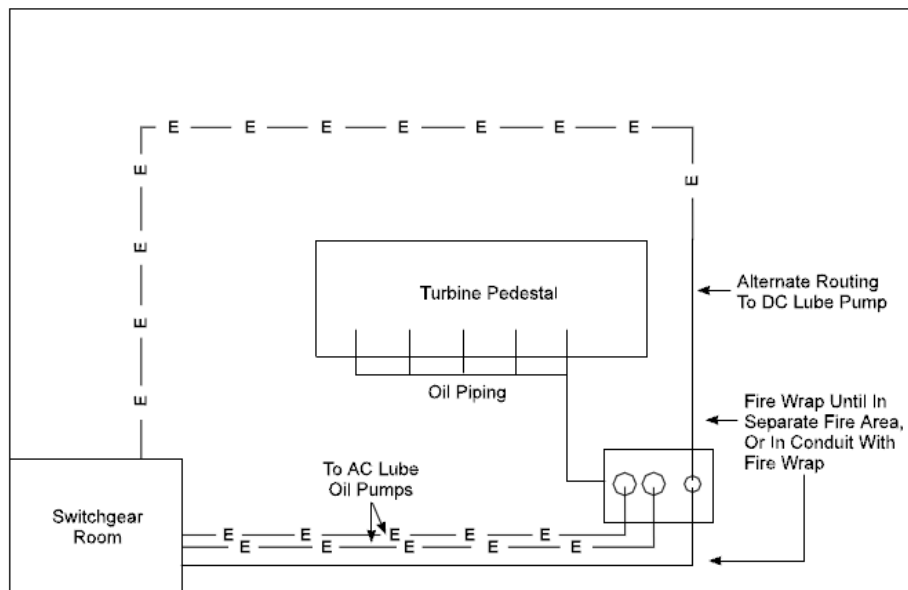 E E E E E E E
E
E
E
E
E
Turbine Pedestal
Alternate Routing
To DC Lube Pump
Oil Piping
Fire Wrap Until In
Separate Fire Area,
Or In Conduit With
Fire Wrap
To AC Lube
Oil Pumps
Switchgear
Room
E E E E E
E E E E E